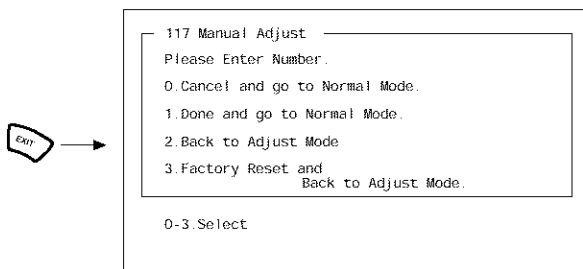 117 Manual Adjust
Please Enter Number.
0.Cancel and go to Normal Mode.
1.Done and go to Normal Mode.
2.Back to Adjust Mode
3.Factory Reset and
Back to Adjust Mode.
EXIT
0-3.Select